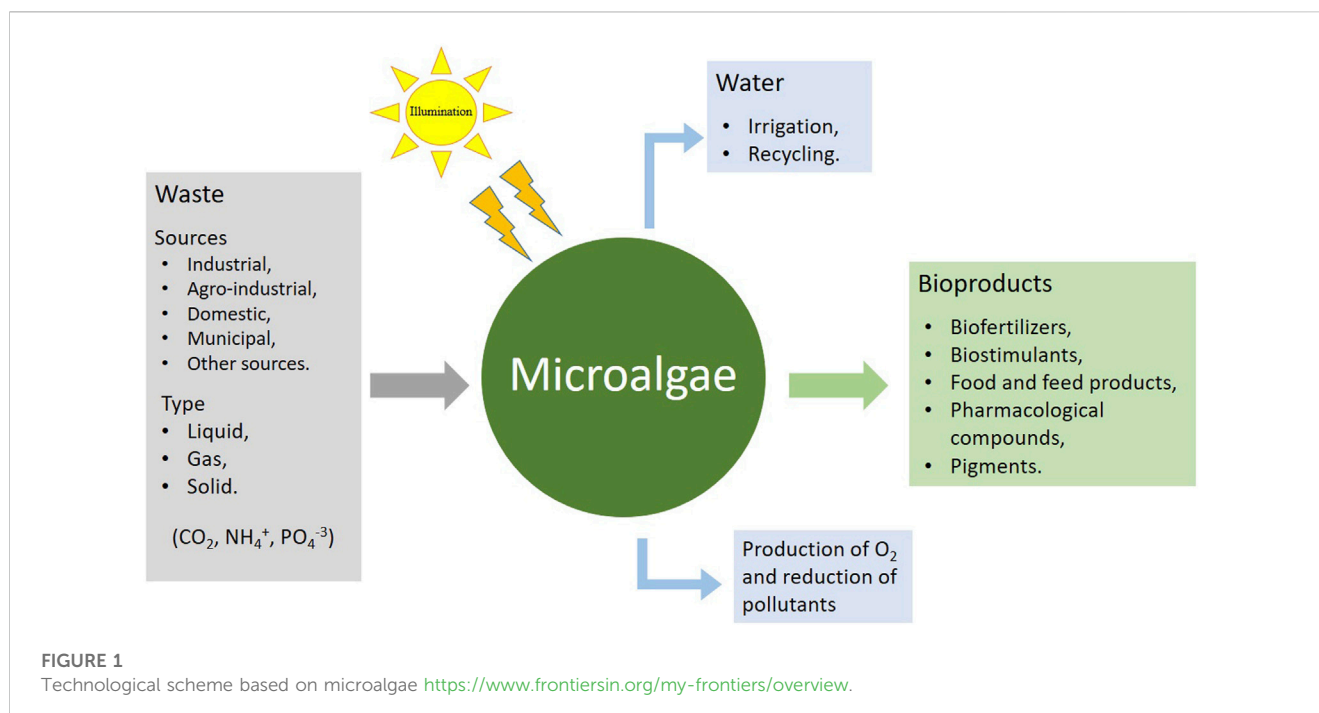 Illumination
Waste
Sources
• Industrial,
• Agro-industrial,
• Domestic,
• Municipal,
• Other sources.
Type
• Liquid,
• Gas,
• Solid.
(CO₂, NH₄⁺, PO₄⁻³)
Microalgae
Water
• Irrigation,
• Recycling.
Bioproducts
• Biofertilizers,
• Biostimulants,
• Food and feed products,
• Pharmacological
compounds,
• Pigments.
Production of O₂
and reduction of
pollutants
FIGURE 1
Technological scheme based on microalgae https://www.frontiersin.org/my-frontiers/overview.